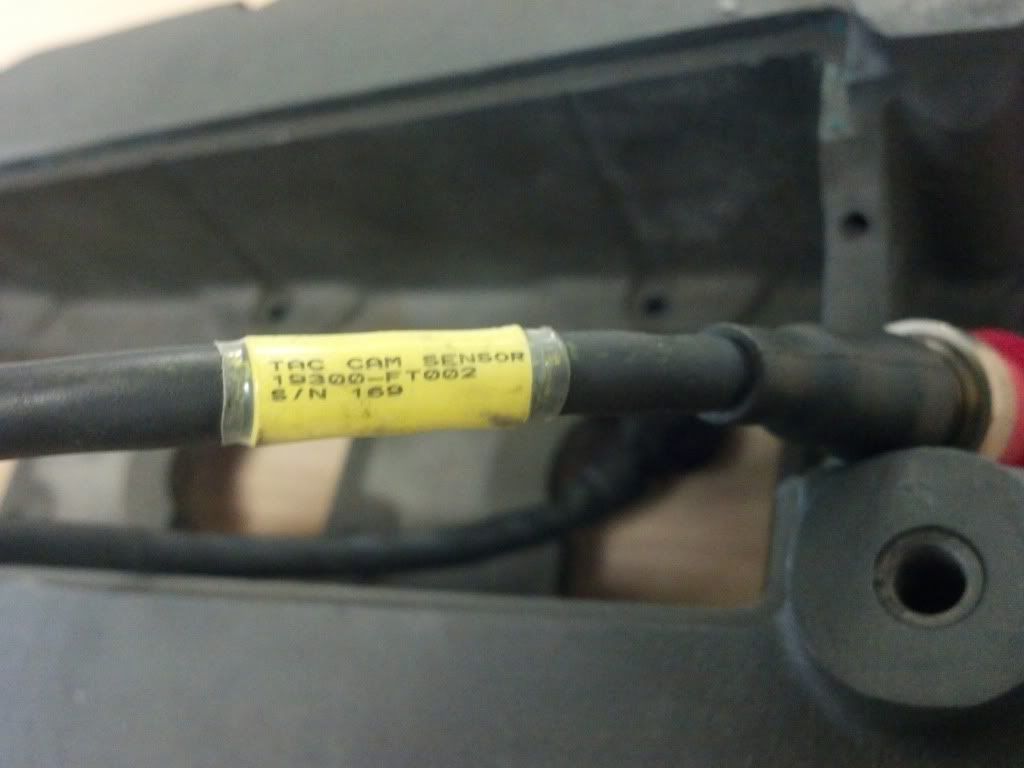 TAC CAM SENSOR
19300-FT002
S/N 169